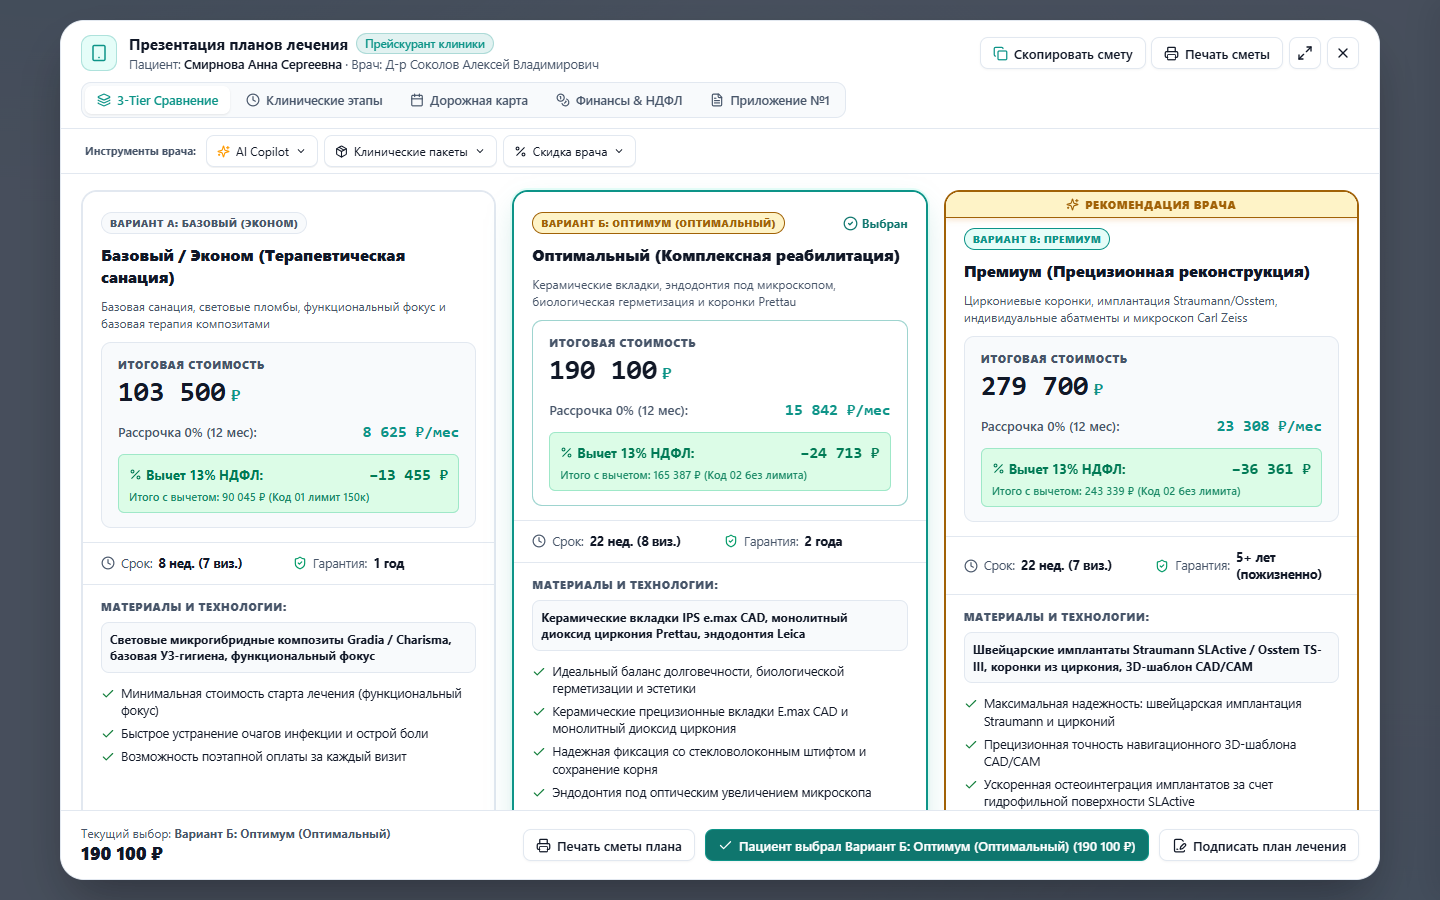 Презентация планов лечения
Прейскурант клиники
Пациент: Смирнова Анна Сергеевна · Врач: Д-р Соколов Алексей Владимирович
Скопировать смету
Печать сметы
3-Tier Сравнение
Клинические этапы
Дорожная карта
Финансы & НДФЛ
Приложение №1
Инструменты врача:
AI Copilot
Клинические пакеты
Скидка врача
ВАРИАНТ А: БАЗОВЫЙ (ЭКОНОМ)
Базовый / Эконом (Терапевтическая
санация)
Базовая санация, световые пломбы, функциональный фокус и
базовая терапия композитами
ИТОГОВАЯ СТОИМОСТЬ
103 500 ₽
Рассрочка 0% (12 мес):
8 625 ₽/мес
Вычет 13% НДФЛ:
−13 455 ₽
Итого с вычетом: 90 045 ₽ (Код 01 лимит 150к)
Срок: 8 нед. (7 виз.)
Гарантия: 1 год
МАТЕРИАЛЫ И ТЕХНОЛОГИИ:
Световые микрогибридные композиты Gradia / Charisma,
базовая УЗ-гигиена, функциональный фокус
Минимальная стоимость старта лечения (функциональный
фокус)
Быстрое устранение очагов инфекции и острой боли
Возможность поэтапной оплаты за каждый визит
ВАРИАНТ Б: ОПТИМУМ (ОПТИМАЛЬНЫЙ)
Выбран
Оптимальный (Комплексная реабилитация)
Керамические вкладки, эндодонтия под микроскопом,
биологическая герметизация и коронки Prettau
ИТОГОВАЯ СТОИМОСТЬ
190 100 ₽
Рассрочка 0% (12 мес):
15 842 ₽/мес
Вычет 13% НДФЛ:
−24 713 ₽
Итого с вычетом: 165 387 ₽ (Код 02 без лимита)
Срок: 22 нед. (8 виз.)
Гарантия: 2 года
МАТЕРИАЛЫ И ТЕХНОЛОГИИ:
Керамические вкладки IPS e.max CAD, монолитный
диоксид циркония Prettau, эндодонтия Leica
Идеальный баланс долговечности, биологической
герметизации и эстетики
Керамические прецизионные вкладки E.max CAD и
монолитный диоксид циркония
Надежная фиксация со стекловолоконным штифтом и
сохранение корня
Эндодонтия под оптическим увеличением микроскопа
РЕКОМЕНДАЦИЯ ВРАЧА
ВАРИАНТ В: ПРЕМИУМ
Премиум (Прецизионная реконструкция)
Циркониевые коронки, имплантация Straumann/Osstem,
индивидуальные абатменты и микроскоп Carl Zeiss
ИТОГОВАЯ СТОИМОСТЬ
279 700 ₽
Рассрочка 0% (12 мес):
23 308 ₽/мес
Вычет 13% НДФЛ:
−36 361 ₽
Итого с вычетом: 243 339 ₽ (Код 02 без лимита)
Срок: 22 нед. (7 виз.)
Гарантия: 5+ лет
(пожизненно)
МАТЕРИАЛЫ И ТЕХНОЛОГИИ:
Швейцарские имплантаты Straumann SLActive / Osstem TS-
III, коронки из циркония, 3D-шаблон CAD/CAM
Максимальная надежность: швейцарская имплантация
Straumann и цирконий
Прецизионная точность навигационного 3D-шаблона
CAD/CAM
Ускоренная остеоинтеграция имплантатов за счет
гидрофильной поверхности SLActive
Текущий выбор: Вариант Б: Оптимум (Оптимальный)
190 100 ₽
Печать сметы плана
Пациент выбрал Вариант Б: Оптимум (Оптимальный) (190 100 ₽)
Подписать план лечения